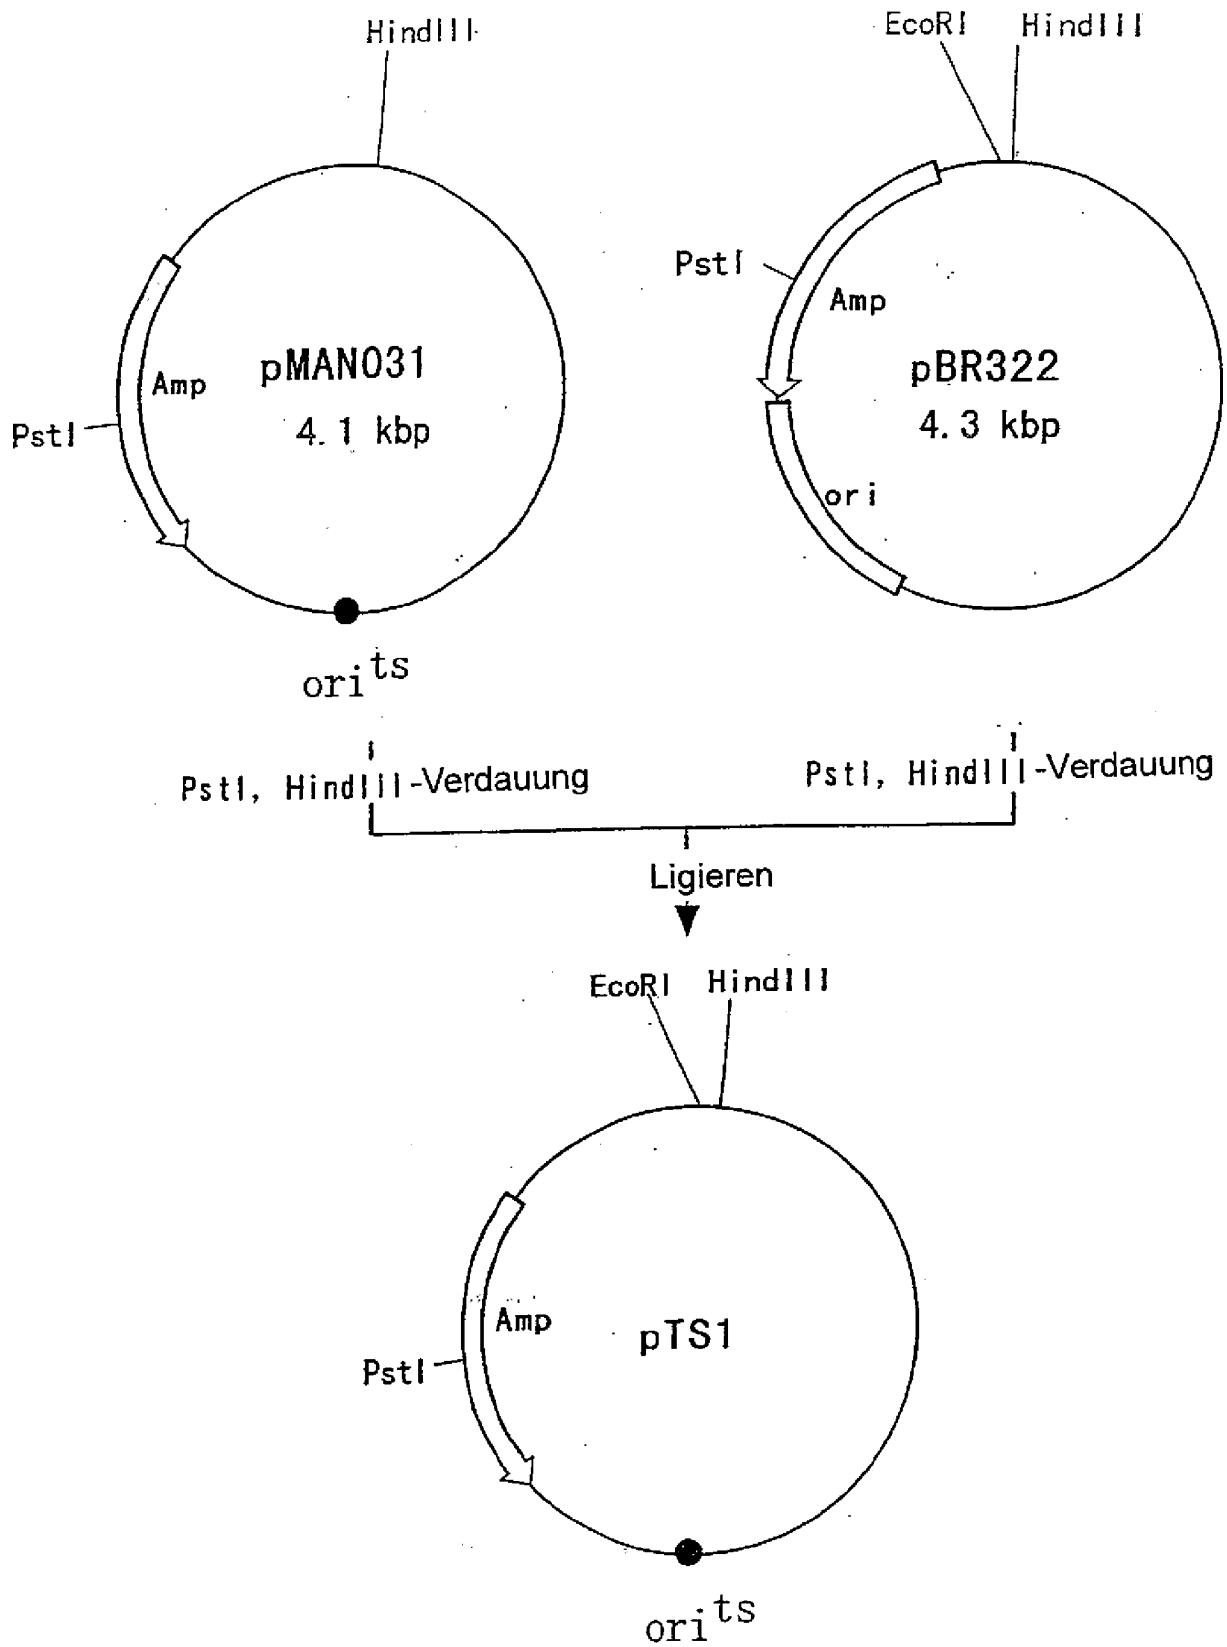 HindIII
EcoRI HindIII
PstI
Amp
pMAN031
4.1 kbp
PstI
Amp
pBR322
4.3 kbp
ori
ori^ts
PstI, HindIII-Verdauung
PstI, HindIII-Verdauung
Ligieren
EcoRI HindIII
Amp
pTS1
PstI
ori^ts